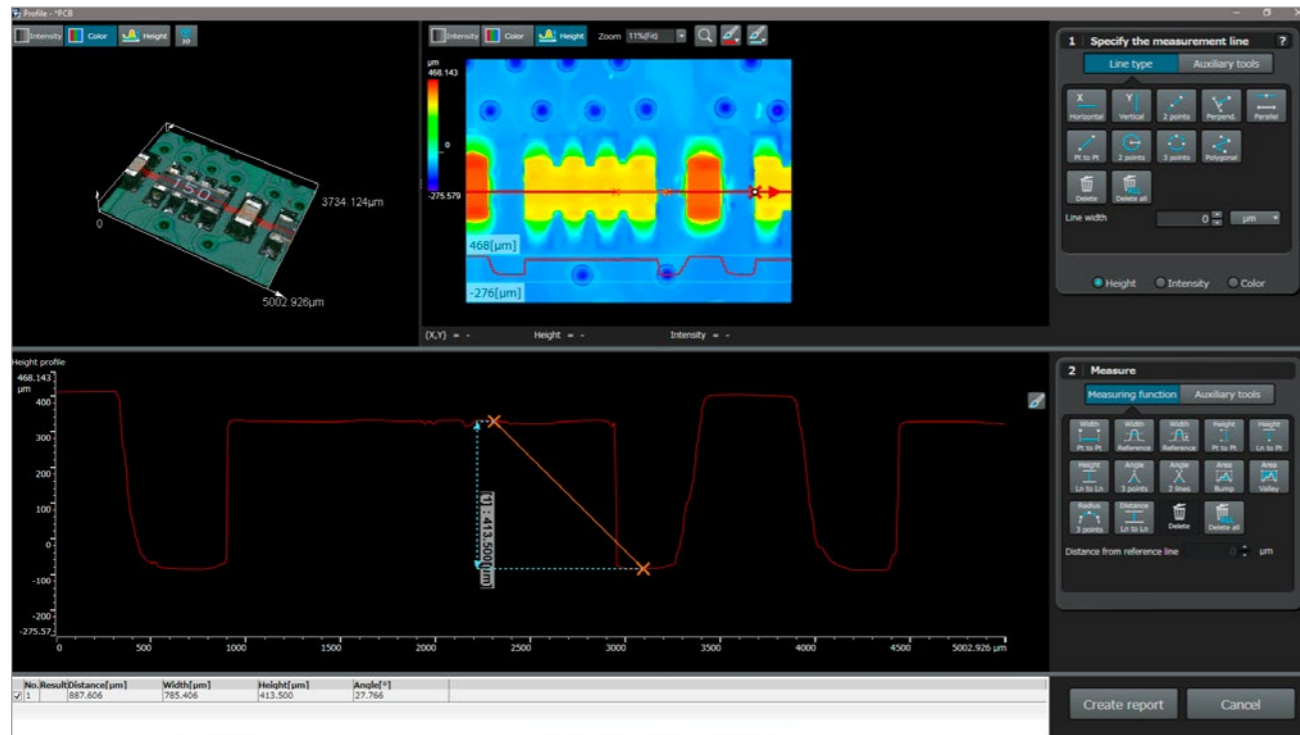 Profile - *PCB
Intensity Color Height 3D
150
0
3734.124µm
5002.926µm
Intensity Color Height Zoom 11%(Fit)
µm
468.143
0
-275.579
468[µm]
-276[µm]
(X,Y) = - Height = - Intensity = -
1 Specify the measurement line ?
Line type Auxiliary tools
X Y
Horizontal Vertical 2 points Perpend. Parallel
Pt to Pt 2 points 3 points Polygonal
ALL
Delete Delete all
Line width 0 µm
Height Intensity Color
Height profile
468.143
µm
400
300
200
100
0
-100
-200
-275.57
[1] : 413.500[µm]
0 500 1000 1500 2000 2500 3000 3500 4000 4500 5002.926 µm
2 Measure
Measuring function Auxiliary tools
Width Width Width Height Height
Pt to Pt Reference Reference Pt to Pt Ln to Pt
Height Angle Angle Area Area
Ln to Ln 3 points 2 lines Bump Valley
Radius Distance
ALL
3 points Ln to Ln Delete Delete all
Distance from reference line 0 µm
No. Result Distance[µm] Width[µm] Height[µm] Angle[°]
1 887.606 785.406 413.500 27.766
Create report Cancel